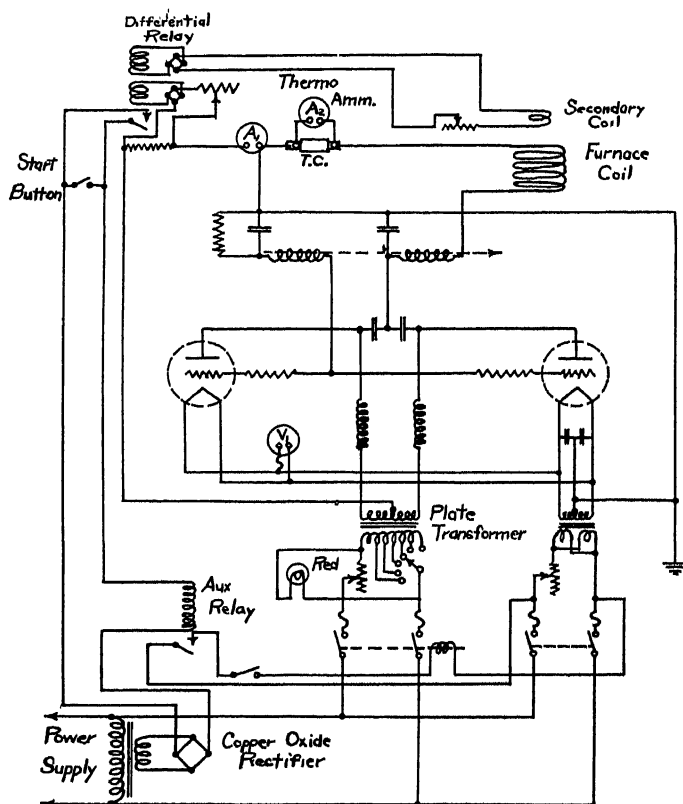 Differential
Relay
Thermo
Amm.
A2
Secondary
Coil
A1
T.C.
Furnace
Coil
Start
Button
V1
Plate
Transformer
Red
Aux
Relay
Power
Supply
Copper Oxide
Rectifier